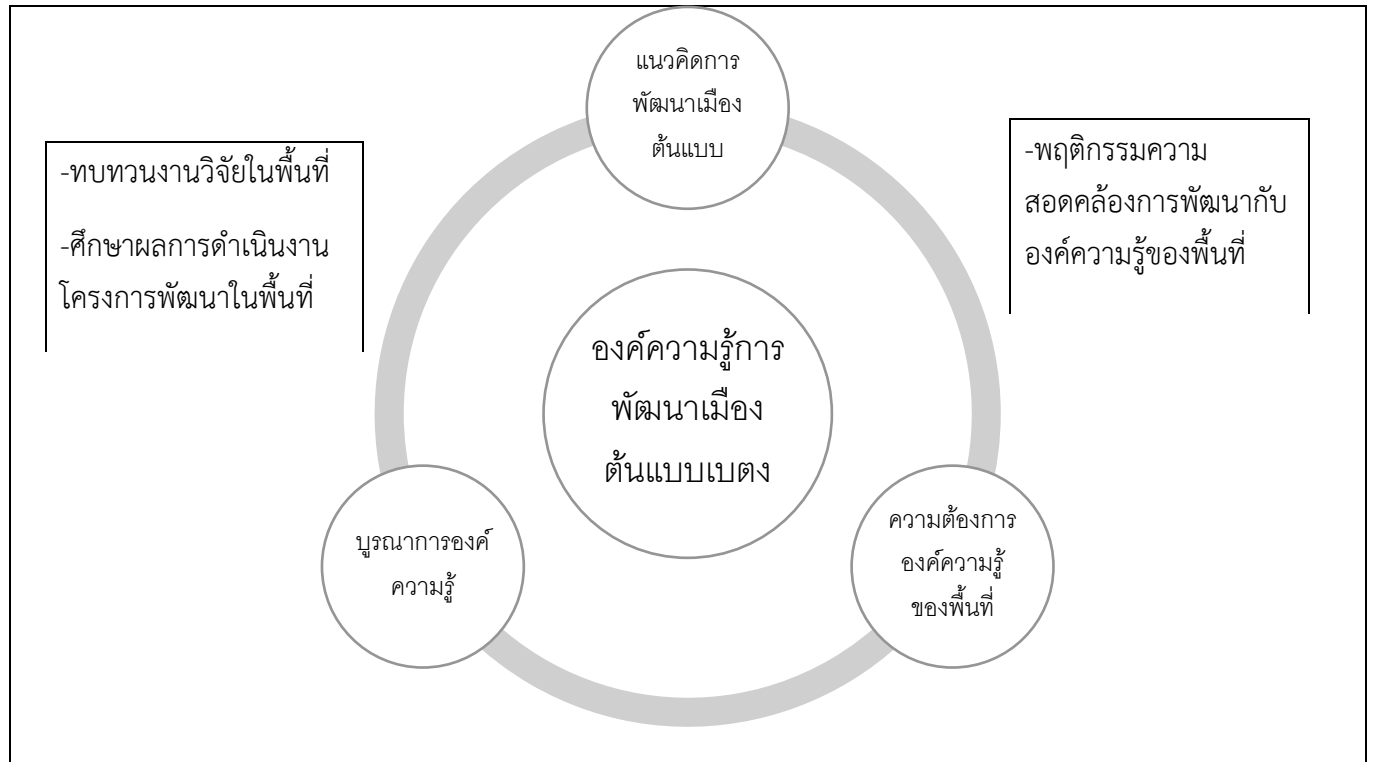 แนวคิดการ
พัฒนาเมือง
ต้นแบบ
-ทบทวนงานวิจัยในพื้นที่
-ศึกษาผลการดำเนินงาน
โครงการพัฒนาในพื้นที่
-พฤติกรรมความ
สอดคล้องการพัฒนากับ
องค์ความรู้ของพื้นที่
องค์ความรู้การ
พัฒนาเมือง
ต้นแบบเบตง
บูรณาการองค์
ความรู้
ความต้องการ
องค์ความรู้
ของพื้นที่